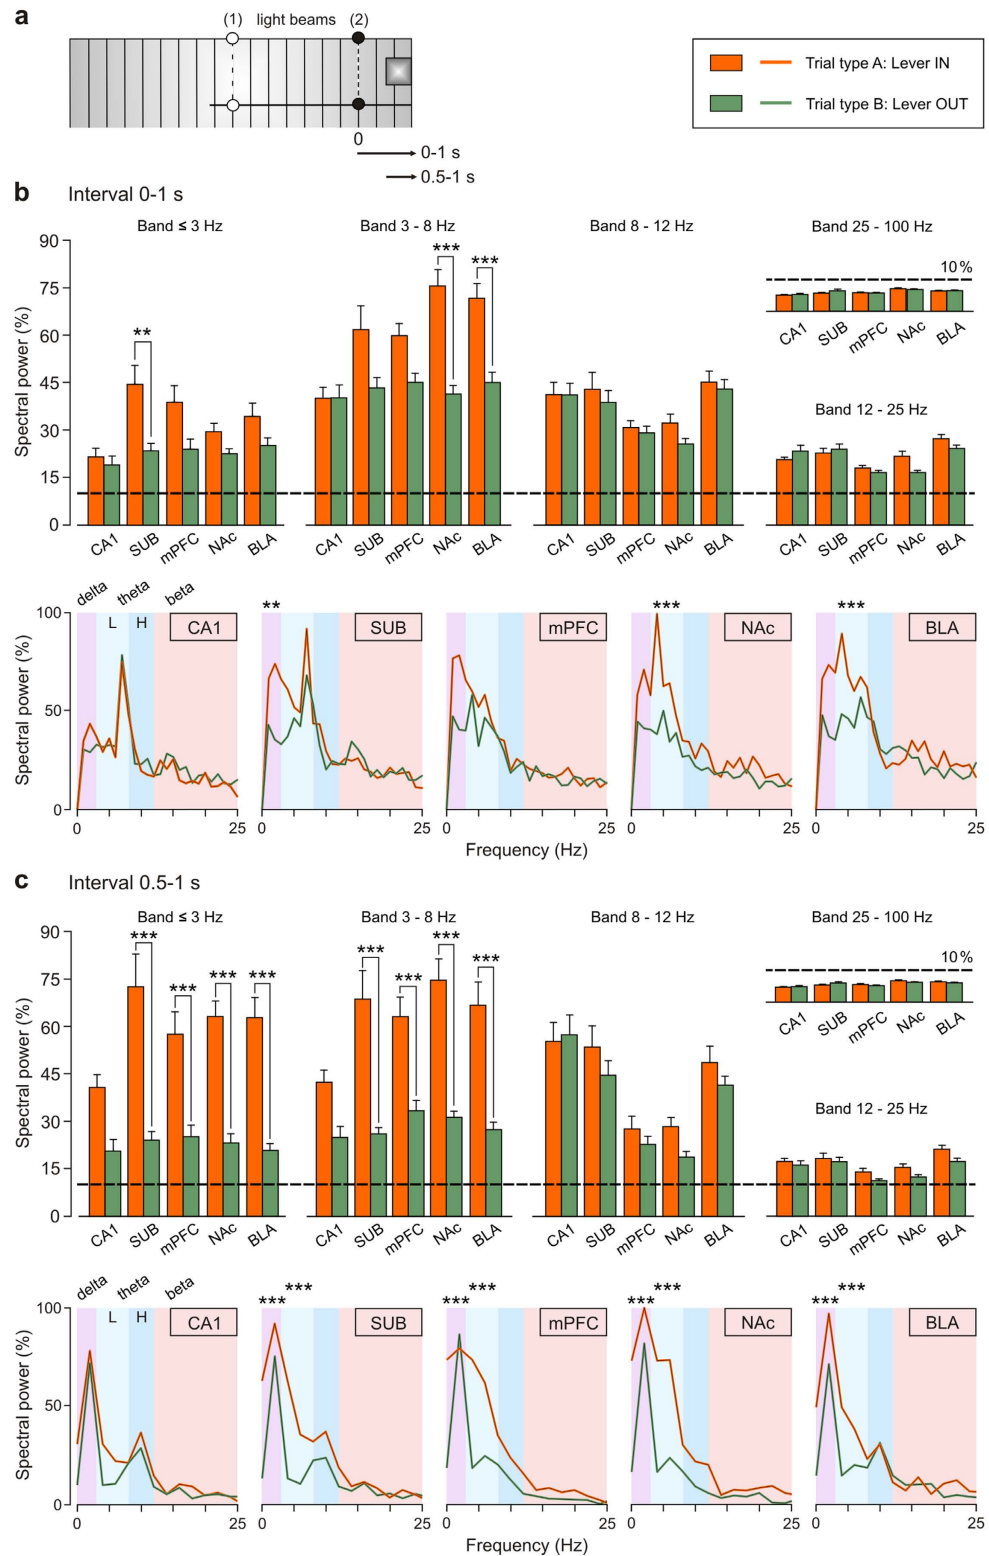 a
(1) light beams (2)
0
0-1 s
0.5-1 s
Trial type A: Lever IN
Trial type B: Lever OUT
b Interval 0-1 s
Band ≤ 3 Hz
Band 3 - 8 Hz
Band 8 - 12 Hz
Band 25 - 100 Hz
Spectral power (%)
90
75
60
45
30
15
0
**
***
***
10 %
CA1 SUB mPFC NAc BLA
Band 12 - 25 Hz
CA1 SUB mPFC NAc BLA
CA1 SUB mPFC NAc BLA
CA1 SUB mPFC NAc BLA
CA1 SUB mPFC NAc BLA
delta theta beta
L H
Spectral power (%)
100
50
0
CA1
** SUB
mPFC
*** NAc
*** BLA
0 25
0 25
0 25
0 25
0 25
Frequency (Hz)
c Interval 0.5-1 s
Band ≤ 3 Hz
Band 3 - 8 Hz
Band 8 - 12 Hz
Band 25 - 100 Hz
Spectral power (%)
90
75
60
45
30
15
0
*** *** *** ***
*** *** *** ***
10 %
CA1 SUB mPFC NAc BLA
Band 12 - 25 Hz
CA1 SUB mPFC NAc BLA
CA1 SUB mPFC NAc BLA
CA1 SUB mPFC NAc BLA
CA1 SUB mPFC NAc BLA
delta theta beta
L H
Spectral power (%)
100
50
0
CA1
*** *** SUB
*** *** mPFC
*** *** NAc
*** *** BLA
0 25
0 25
0 25
0 25
0 25
Frequency (Hz)